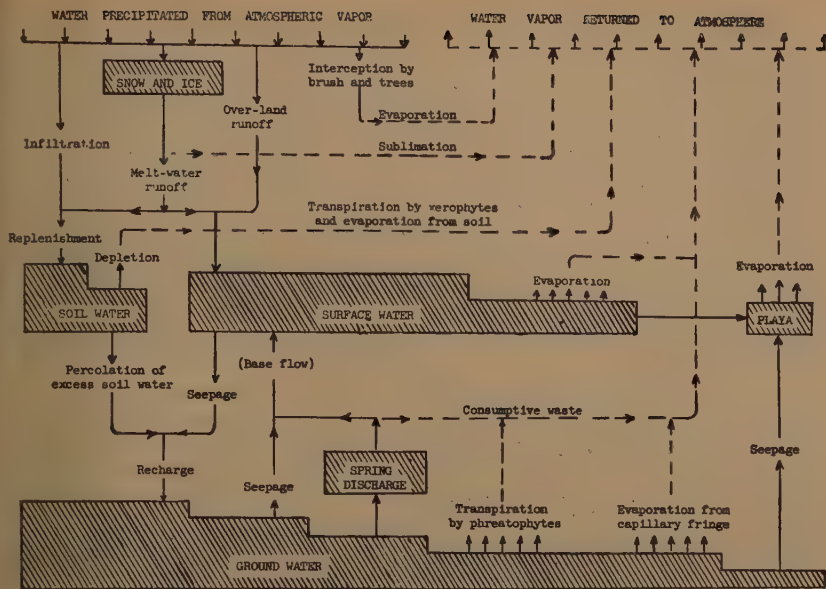 WATER PRECIPITATED FROM ATMOSPHERIC VAPOR
WATER VAPOR RETURNED TO ATMOSPHERE
SNOW AND ICE
Interception by
brush and trees
Over-land
runoff
Evaporation
Infiltration
Sublimation
Melt-water
runoff
Transpiration by xerophytes
and evaporation from soil
Replenishment
Depletion
Evaporation
Evaporation
SOIL WATER
SURFACE WATER
PLAYA
(Base flow)
Percolation of
excess soil water
Seepage
Consumptive waste
Seepage
Recharge
SPRING
DISCHARGE
Seepage
Transpiration
by phreatophytes
Evaporation from
capillary fringe
GROUND WATER